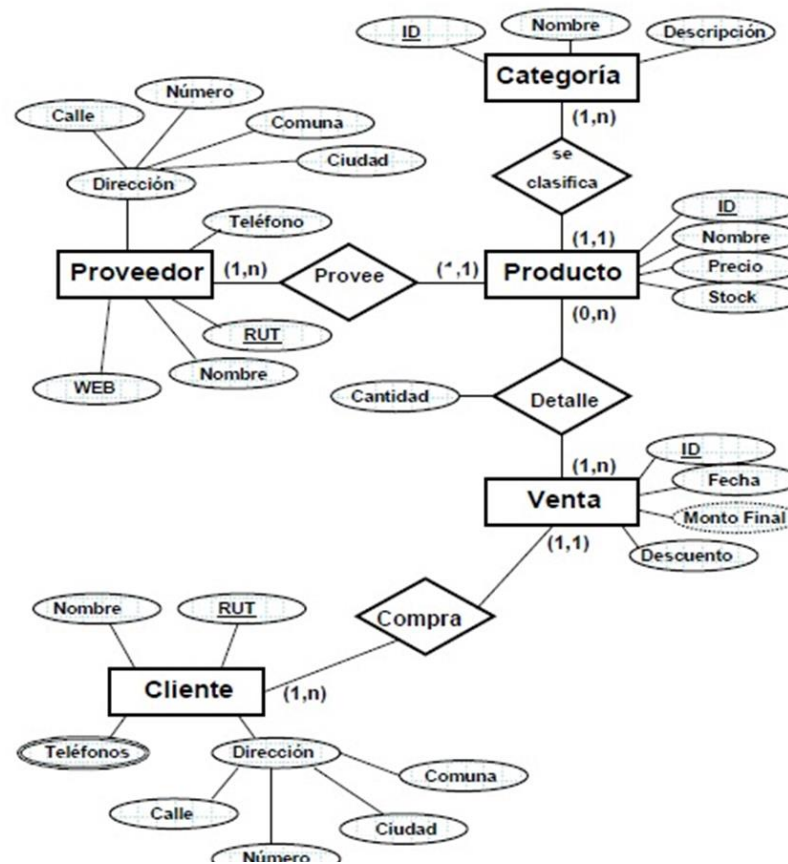 ID
Nombre
Descripción
Categoría
(1,n)
se
clasifica
(1,1)
Calle
Número
Comuna
Ciudad
Dirección
Teléfono
Proveedor
(1,n)
Provee
(*,1)
Producto
ID
Nombre
Precio
Stock
RUT
Nombre
WEB
(0,n)
Cantidad
Detalle
(1,n)
Venta
ID
Fecha
Monto Final
Descuento
(1,1)
Compra
Nombre
RUT
Cliente
(1,n)
Teléfonos
Dirección
Calle
Número
Ciudad
Comuna